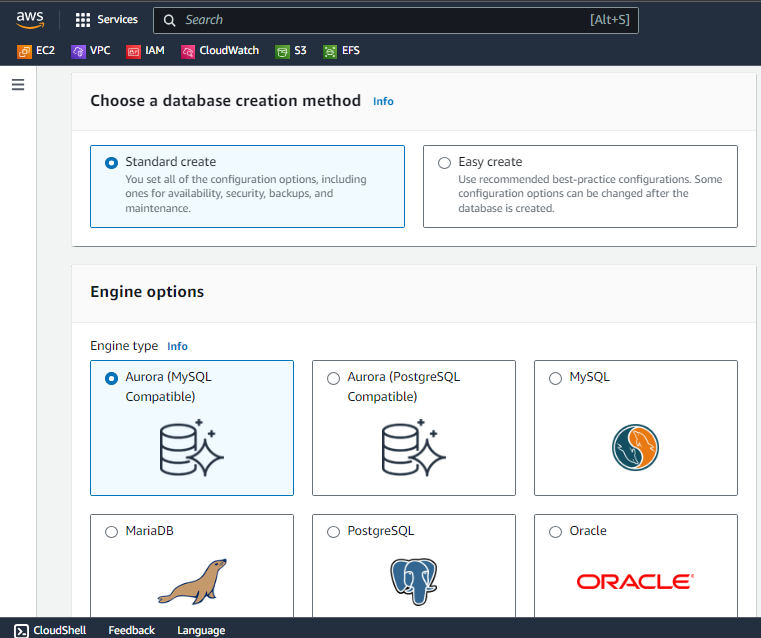 aws
Services
Search
[Alt+S]
EC2 VPC IAM CloudWatch S3 EFS
Choose a database creation method Info
Standard create
You set all of the configuration options, including
ones for availability, security, backups, and
maintenance.
Easy create
Use recommended best-practice configurations. Some
configuration options can be changed after the
database is created.
Engine options
Engine type Info
Aurora (MySQL
Compatible)
Aurora (PostgreSQL
Compatible)
MySQL
MariaDB
PostgreSQL
Oracle
ORACLE
CloudShell Feedback Language